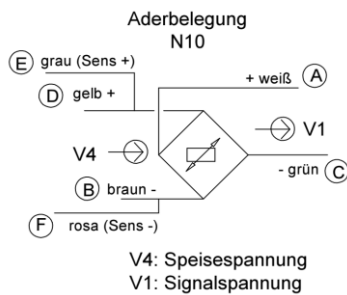 Aderbelegung
N10
E grau (Sens +)
+ weiß A
D gelb +
V4
V1
B braun -
- grün C
F rosa (Sens -)
V4: Speisespannung
V1: Signalspannung